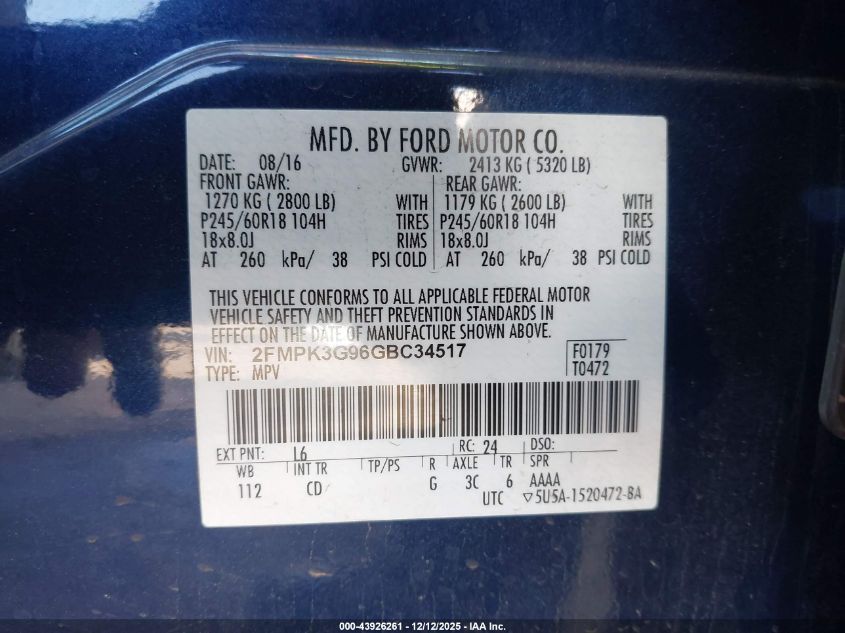 MFD. BY FORD MOTOR CO.
DATE: 08/16 GVWR: 2413 KG ( 5320 LB)
FRONT GAWR: REAR GAWR:
1270 KG ( 2800 LB) WITH 1179 KG ( 2600 LB) WITH
P245/60R18 104H TIRES P245/60R18 104H TIRES
18x8.0J RIMS 18x8.0J RIMS
AT 260 kPa/ 38 PSI COLD AT 260 kPa/ 38 PSI COLD
THIS VEHICLE CONFORMS TO ALL APPLICABLE FEDERAL MOTOR
VEHICLE SAFETY AND THEFT PREVENTION STANDARDS IN
EFFECT ON THE DATE OF MANUFACTURE SHOWN ABOVE.
VIN: 2FMPK3G96GBC34517 F0179
TYPE: MPV T0472
EXT PNT: L6 RC: 24 DSO:
WB INT TR TP/PS R AXLE TR SPR
112 CD G 3C 6 AAAA
UTC ▽5U5A-1520472-BA
000-43926261 - 12/12/2025 - IAA Inc.